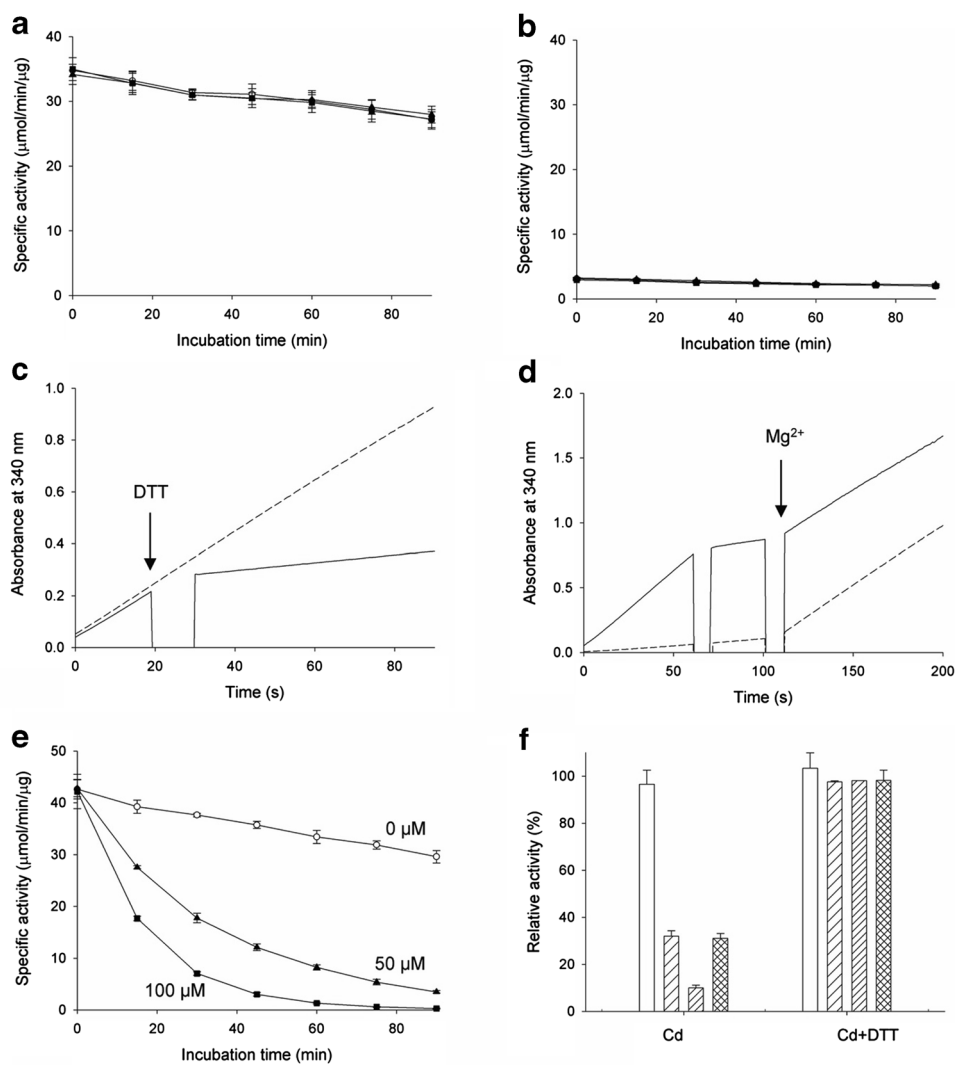 a
Specific activity (μmol/min/μg)
40
30
20
10
0
0 20 40 60 80
Incubation time (min)
b
Specific activity (μmol/min/μg)
40
30
20
10
0
0 20 40 60 80
Incubation time (min)
c
Absorbance at 340 nm
1.0
0.8
0.6
0.4
0.2
0.0
DTT
0 20 40 60 80
Time (s)
d
Absorbance at 340 nm
2.0
1.5
1.0
0.5
0.0
Mg²⁺
0 50 100 150 200
Time (s)
e
Specific activity (μmol/min/μg)
50
40
30
20
10
0
0 μM
50 μM
100 μM
0 20 40 60 80
Incubation time (min)
f
Relative activity (%)
100
80
60
40
20
0
Cd Cd+DTT